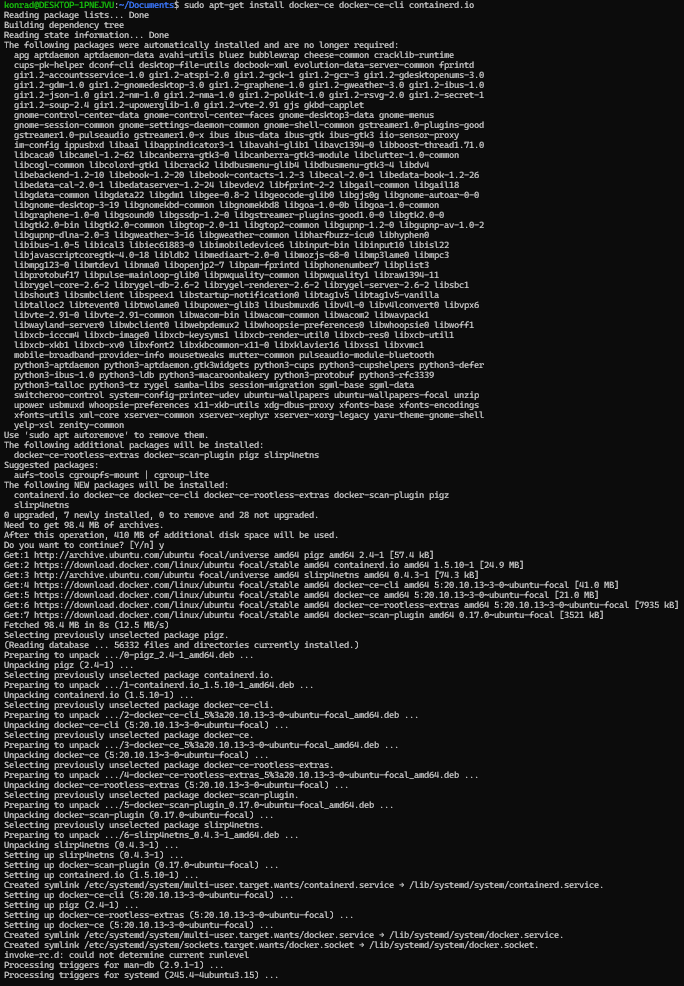 konrad@DESKTOP-1PNEJVU:~/Documents$ sudo apt-get install docker-ce docker-ce-cli containerd.io
Reading package lists... Done
Building dependency tree
Reading state information... Done
The following packages were automatically installed and are no longer required:
  apg aptdaemon aptdaemon-data avahi-utils bluez bubblewrap cheese-common cracklib-runtime
  cups-pk-helper dconf-cli desktop-file-utils docbook-xml evolution-data-server-common fprintd
  gir1.2-accountsservice-1.0 gir1.2-atspi-2.0 gir1.2-gck-1 gir1.2-gcr-3 gir1.2-gdesktopenums-3.0
  gir1.2-gdm-1.0 gir1.2-gnomedesktop-3.0 gir1.2-graphene-1.0 gir1.2-gweather-3.0 gir1.2-ibus-1.0
  gir1.2-json-1.0 gir1.2-nm-1.0 gir1.2-nma-1.0 gir1.2-polkit-1.0 gir1.2-rsvg-2.0 gir1.2-secret-1
  gir1.2-soup-2.4 gir1.2-upowerglib-1.0 gir1.2-vte-2.91 gjs gkbd-capplet
  gnome-control-center-data gnome-control-center-faces gnome-desktop3-data gnome-menus
  gnome-session-common gnome-settings-daemon-common gnome-shell-common gstreamer1.0-plugins-good
  gstreamer1.0-pulseaudio gstreamer1.0-x ibus ibus-data ibus-gtk ibus-gtk3 iio-sensor-proxy
  im-config ippusbxd libaa1 libappindicator3-1 libavahi-glib1 libavc1394-0 libboost-thread1.71.0
  libcaca0 libcamel-1.2-62 libcanberra-gtk3-0 libcanberra-gtk3-module libclutter-1.0-common
  libcogl-common libcolord-gtk1 libcrack2 libdbusmenu-glib4 libdbusmenu-gtk3-4 libdv4
  libebackend-1.2-10 libebook-1.2-20 libebook-contacts-1.2-3 libecal-2.0-1 libedata-book-1.2-26
  libedata-cal-2.0-1 libedataserver-1.2-24 libevdev2 libfprint-2-2 libgail-common libgail18
  libgdata-common libgdata22 libgdm1 libgee-0.8-2 libgeocode-glib0 libgjs0g libgnome-autoar-0-0
  libgnome-desktop-3-19 libgnomekbd-common libgnomekbd8 libgoa-1.0-0b libgoa-1.0-common
  libgraphene-1.0-0 libgsound0 libgssdp-1.2-0 libgstreamer-plugins-good1.0-0 libgtk2.0-0
  libgtk2.0-bin libgtk2.0-common libgtop-2.0-11 libgtop2-common libgupnp-1.2-0 libgupnp-av-1.0-2
  libgupnp-dlna-2.0-3 libgweather-3-16 libgweather-common libharfbuzz-icu0 libhyphen0
  libibus-1.0-5 libical3 libiec61883-0 libimobiledevice6 libinput-bin libinput10 libisl22
  libjavascriptcoregtk-4.0-18 libldb2 libmediaart-2.0-0 libmozjs-68-0 libmp3lame0 libmpc3
  libmpg123-0 libmtdev1 libnma0 libopenjp2-7 libpam-fprintd libphonenumber7 libplist3
  libprotobuf17 libpulse-mainloop-glib0 libpwquality-common libpwquality1 libraw1394-11
  librygel-core-2.6-2 librygel-db-2.6-2 librygel-renderer-2.6-2 librygel-server-2.6-2 libsbc1
  libshout3 libsmbclient libspeex1 libstartup-notification0 libtag1v5 libtag1v5-vanilla
  libtalloc2 libtevent0 libtwolame0 libupower-glib3 libusbmuxd6 libv4l-0 libv4lconvert0 libvpx6
  libvte-2.91-0 libvte-2.91-common libwacom-bin libwacom-common libwacom2 libwavpack1
  libwayland-server0 libwbclient0 libwebpdemux2 libwhoopsie-preferences0 libwhoopsie0 libwoff1
  libxcb-icccm4 libxcb-image0 libxcb-keysyms1 libxcb-render-util0 libxcb-res0 libxcb-util1
  libxcb-xkb1 libxcb-xv0 libxfont2 libxkbcommon-x11-0 libxklavier16 libxss1 libxvmc1
  mobile-broadband-provider-info mousetweaks mutter-common pulseaudio-module-bluetooth
  python3-aptdaemon python3-aptdaemon.gtk3widgets python3-cups python3-cupshelpers python3-defer
  python3-ibus-1.0 python3-ldb python3-macaroonbakery python3-protobuf python3-rfc3339
  python3-talloc python3-tz rygel samba-libs session-migration sgml-base sgml-data
  switcheroo-control system-config-printer-udev ubuntu-wallpapers ubuntu-wallpapers-focal unzip
  upower usbmuxd whoopsie-preferences x11-xkb-utils xdg-dbus-proxy xfonts-base xfonts-encodings
  xfonts-utils xml-core xserver-common xserver-xephyr xserver-xorg-legacy yaru-theme-gnome-shell
  yelp-xsl zenity-common
Use 'sudo apt autoremove' to remove them.
The following additional packages will be installed:
  docker-ce-rootless-extras docker-scan-plugin pigz slirp4netns
Suggested packages:
  aufs-tools cgroupfs-mount | cgroup-lite
The following NEW packages will be installed:
  containerd.io docker-ce docker-ce-cli docker-ce-rootless-extras docker-scan-plugin pigz
  slirp4netns
0 upgraded, 7 newly installed, 0 to remove and 28 not upgraded.
Need to get 98.4 MB of archives.
After this operation, 410 MB of additional disk space will be used.
Do you want to continue? [Y/n] y
Get:1 http://archive.ubuntu.com/ubuntu focal/universe amd64 pigz amd64 2.4-1 [57.4 kB]
Get:2 https://download.docker.com/linux/ubuntu focal/stable amd64 containerd.io amd64 1.5.10-1 [24.9 MB]
Get:3 http://archive.ubuntu.com/ubuntu focal/universe amd64 slirp4netns amd64 0.4.3-1 [74.3 kB]
Get:4 https://download.docker.com/linux/ubuntu focal/stable amd64 docker-ce-cli amd64 5:20.10.13~3-0~ubuntu-focal [41.0 MB]
Get:5 https://download.docker.com/linux/ubuntu focal/stable amd64 docker-ce amd64 5:20.10.13~3-0~ubuntu-focal [21.0 MB]
Get:6 https://download.docker.com/linux/ubuntu focal/stable amd64 docker-ce-rootless-extras amd64 5:20.10.13~3-0~ubuntu-focal [7935 kB]
Get:7 https://download.docker.com/linux/ubuntu focal/stable amd64 docker-scan-plugin amd64 0.17.0~ubuntu-focal [3521 kB]
Fetched 98.4 MB in 8s (12.5 MB/s)
Selecting previously unselected package pigz.
(Reading database ... 56332 files and directories currently installed.)
Preparing to unpack .../0-pigz_2.4-1_amd64.deb ...
Unpacking pigz (2.4-1) ...
Selecting previously unselected package containerd.io.
Preparing to unpack .../1-containerd.io_1.5.10-1_amd64.deb ...
Unpacking containerd.io (1.5.10-1) ...
Selecting previously unselected package docker-ce-cli.
Preparing to unpack .../2-docker-ce-cli_5%3a20.10.13~3-0~ubuntu-focal_amd64.deb ...
Unpacking docker-ce-cli (5:20.10.13~3-0~ubuntu-focal) ...
Selecting previously unselected package docker-ce.
Preparing to unpack .../3-docker-ce_5%3a20.10.13~3-0~ubuntu-focal_amd64.deb ...
Unpacking docker-ce (5:20.10.13~3-0~ubuntu-focal) ...
Selecting previously unselected package docker-ce-rootless-extras.
Preparing to unpack .../4-docker-ce-rootless-extras_5%3a20.10.13~3-0~ubuntu-focal_amd64.deb ...
Unpacking docker-ce-rootless-extras (5:20.10.13~3-0~ubuntu-focal) ...
Selecting previously unselected package docker-scan-plugin.
Preparing to unpack .../5-docker-scan-plugin_0.17.0~ubuntu-focal_amd64.deb ...
Unpacking docker-scan-plugin (0.17.0~ubuntu-focal) ...
Selecting previously unselected package slirp4netns.
Preparing to unpack .../6-slirp4netns_0.4.3-1_amd64.deb ...
Unpacking slirp4netns (0.4.3-1) ...
Setting up slirp4netns (0.4.3-1) ...
Setting up docker-scan-plugin (0.17.0~ubuntu-focal) ...
Setting up containerd.io (1.5.10-1) ...
Created symlink /etc/systemd/system/multi-user.target.wants/containerd.service → /lib/systemd/system/containerd.service.
Setting up docker-ce-cli (5:20.10.13~3-0~ubuntu-focal) ...
Setting up pigz (2.4-1) ...
Setting up docker-ce-rootless-extras (5:20.10.13~3-0~ubuntu-focal) ...
Setting up docker-ce (5:20.10.13~3-0~ubuntu-focal) ...
Created symlink /etc/systemd/system/multi-user.target.wants/docker.service → /lib/systemd/system/docker.service.
Created symlink /etc/systemd/system/sockets.target.wants/docker.socket → /lib/systemd/system/docker.socket.
invoke-rc.d: could not determine current runlevel
Processing triggers for man-db (2.9.1-1) ...
Processing triggers for systemd (245.4-4ubuntu3.15) ...